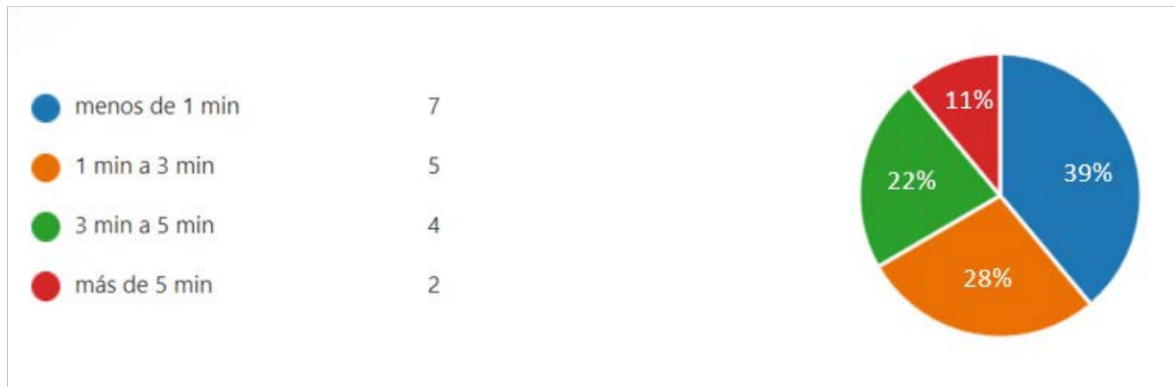 menos de 1 min 7
1 min a 3 min 5
3 min a 5 min 4
más de 5 min 2
11%
39%
22%
28%